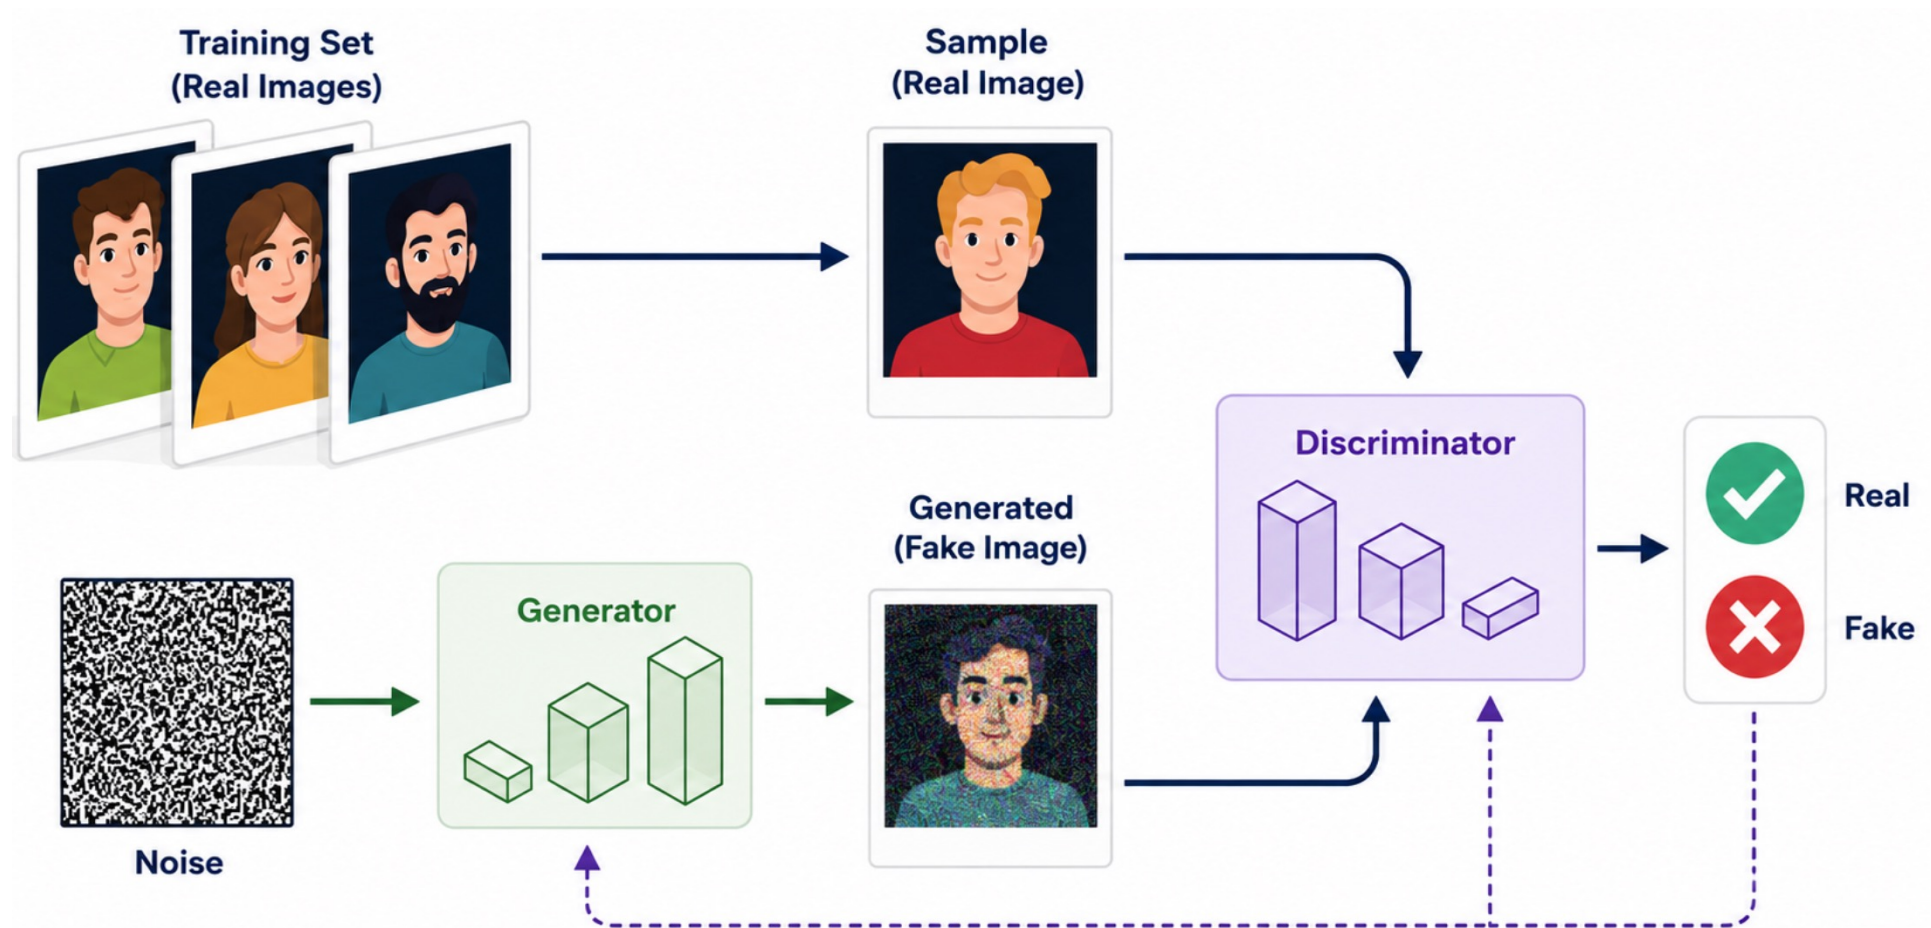 Training Set
(Real Images)
Sample
(Real Image)
Discriminator
Real
Fake
Generated
(Fake Image)
Generator
Noise